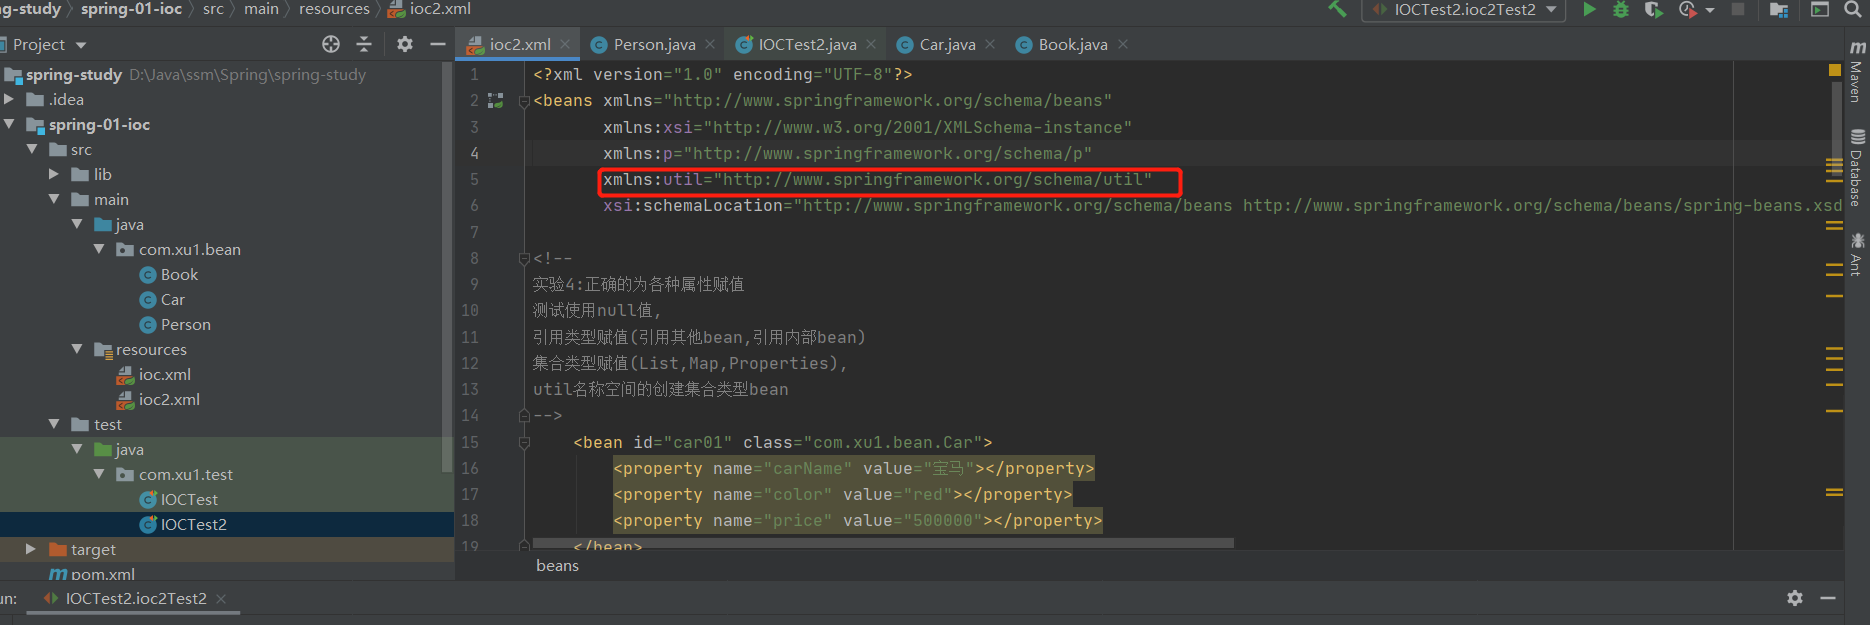 ng-study 〉 spring-01-ioc 〉 src 〉 main 〉 resources 〉 ioc2.xml
IOCTest2.ioc2Test2
Project
ioc2.xml
Person.java
IOCTest2.java
Car.java
Book.java
spring-study D:\Java\ssm\Spring\spring-study
.idea
spring-01-ioc
src
lib
main
java
com.xu1.bean
Book
Car
Person
resources
ioc.xml
ioc2.xml
test
java
com.xu1.test
IOCTest
IOCTest2
target
pom.xml
1 <?xml version="1.0" encoding="UTF-8"?>
2 <beans xmlns="http://www.springframework.org/schema/beans"
3 xmlns:xsi="http://www.w3.org/2001/XMLSchema-instance"
4 xmlns:p="http://www.springframework.org/schema/p"
5 xmlns:util="http://www.springframework.org/schema/util"
6 xsi:schemaLocation="http://www.springframework.org/schema/beans http://www.springframework.org/schema/beans/spring-beans.xsd
7
8 <!--
9 实验4:正确的为各种属性赋值
10 测试使用null值,
11 引用类型赋值(引用其他bean,引用内部bean)
12 集合类型赋值(List,Map,Properties),
13 util名称空间的创建集合类型bean
14 -->
15 <bean id="car01" class="com.xu1.bean.Car">
16 <property name="carName" value="宝马"></property>
17 <property name="color" value="red"></property>
18 <property name="price" value="500000"></property>
19 </bean>
beans
m Maven
Database
Ant
un:
IOCTest2.ioc2Test2